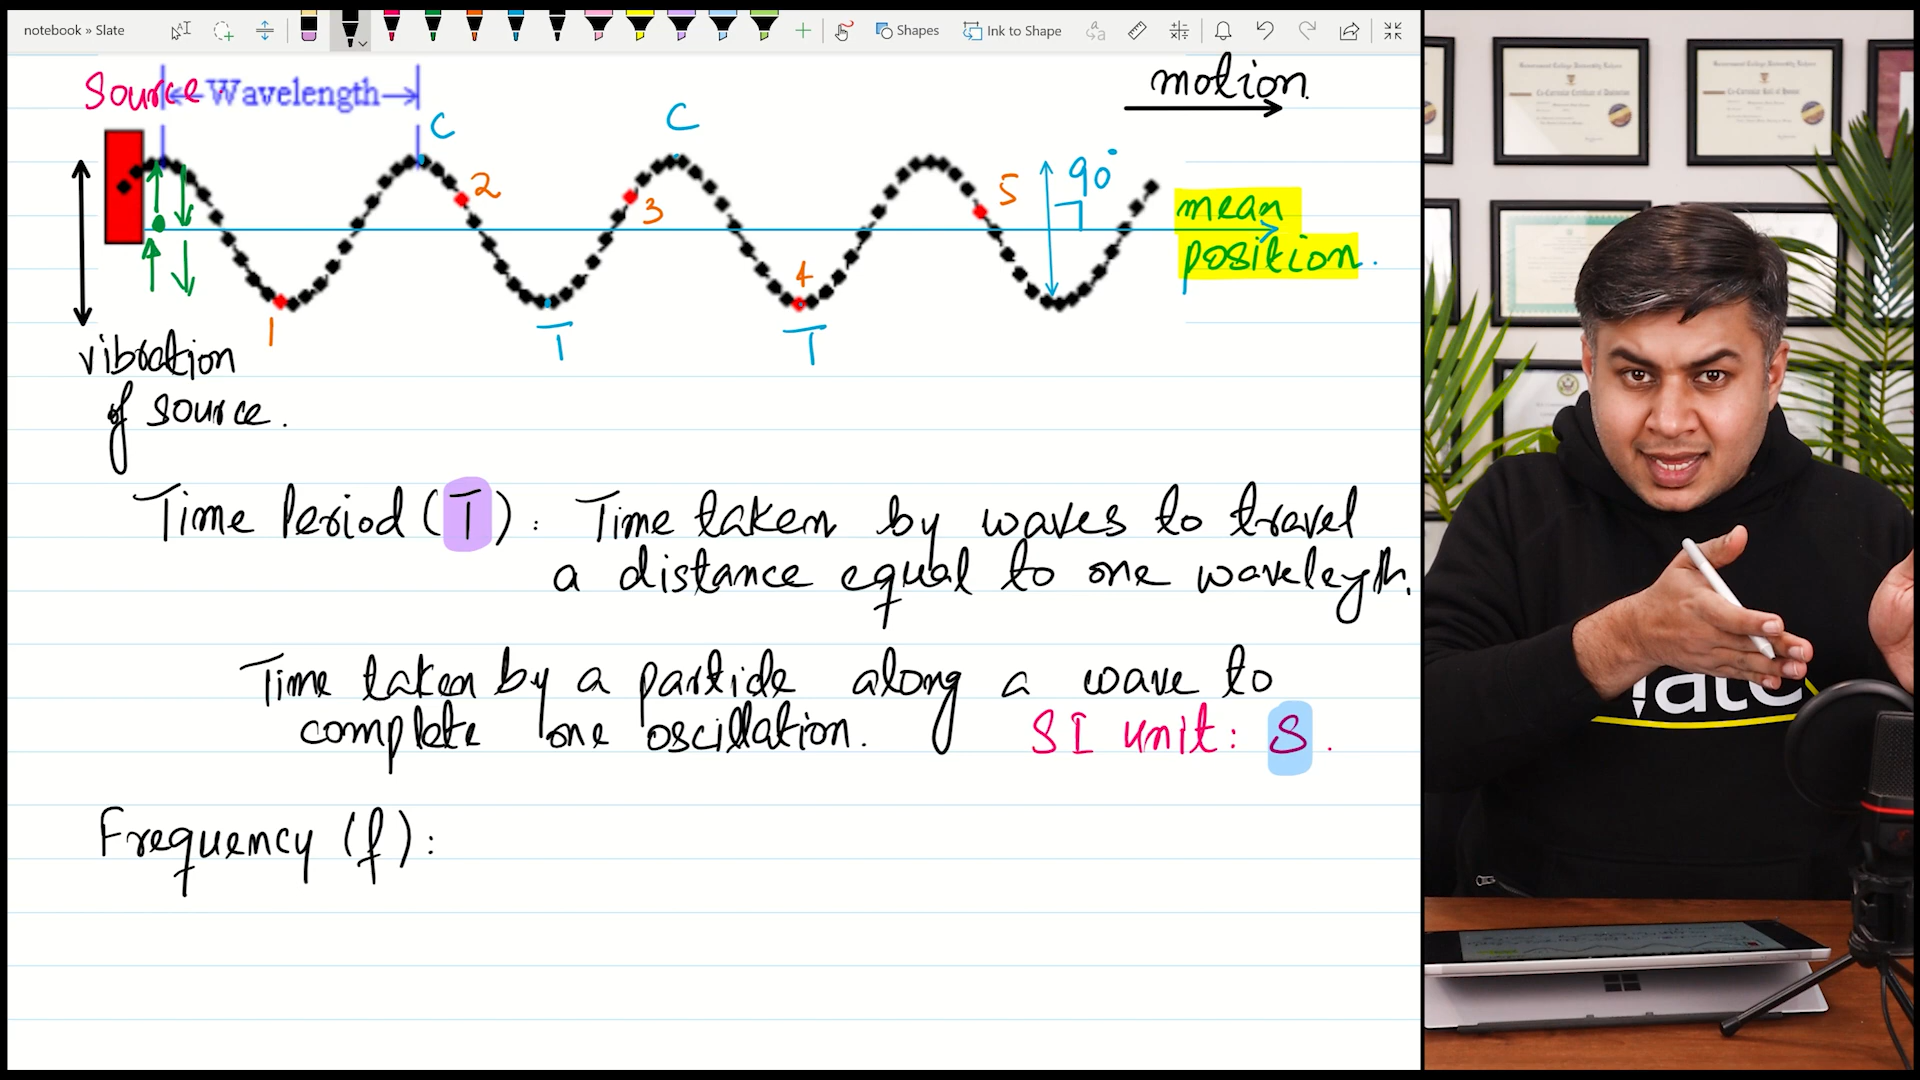 notebook » Slate
Shapes
Ink to Shape
Source
Wavelength
motion
C
C
2
3
5
90°
mean
position.
1
4
T
T
vibration
of source.
Time Period (T): Time taken by waves to travel
a distance equal to one wavelegth.
Time taken by a particle along a wave to
complete one oscillation.
SI unit: S.
Frequency (f):